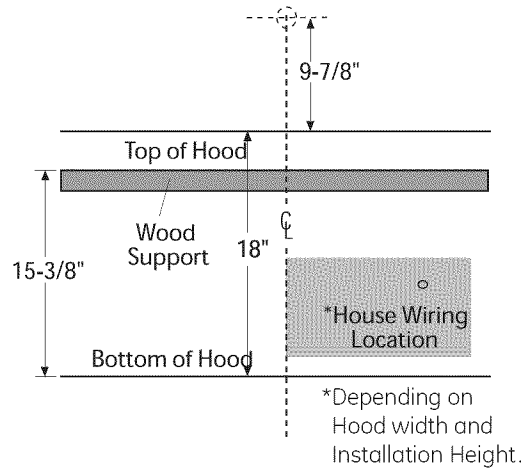 9-7/8"
Top of Hood
℄
Wood
Support
18"
15-3/8"
*House Wiring
Location
Bottom of Hood
*Depending on
Hood width and
Installation Height.